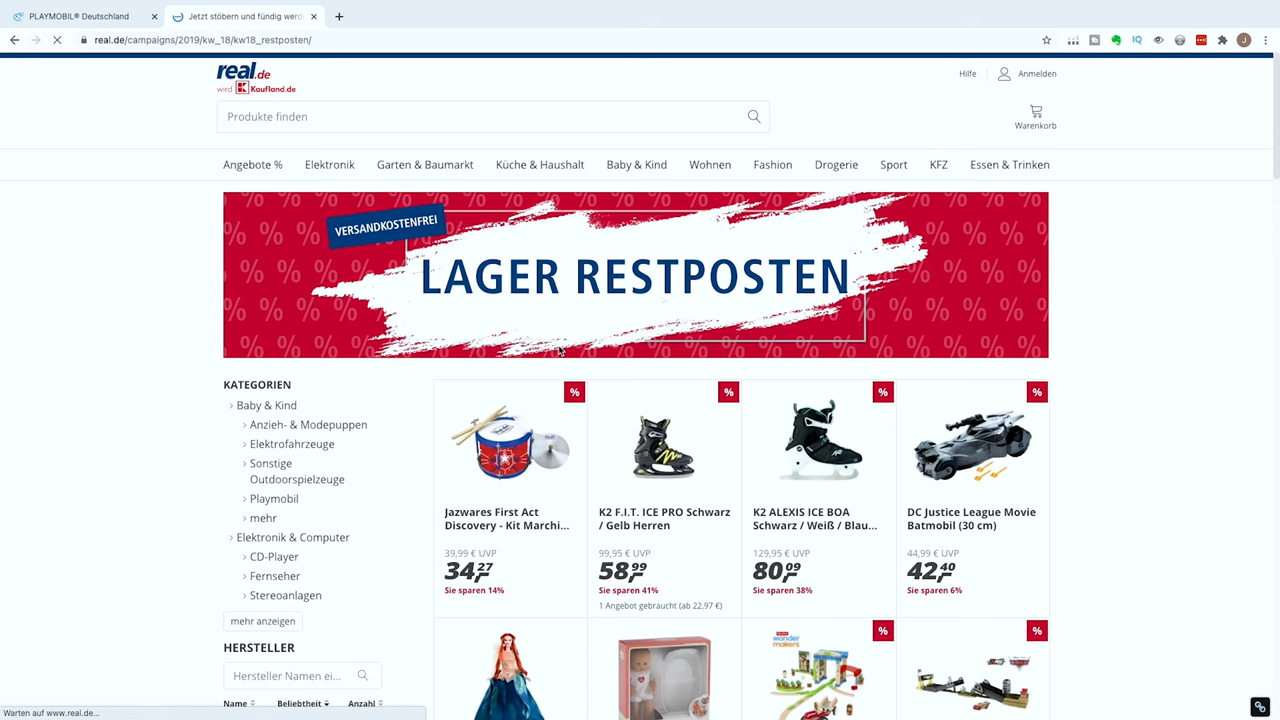 PLAYMOBIL® Deutschland
Jetzt stöbern und fündig werd
real.de/campaigns/2019/kw_18/kw18_restposten/
IQ
J
real.de
wird K Kaufland.de
Hilfe
Anmelden
Produkte finden
Warenkorb
Angebote %
Elektronik
Garten & Baumarkt
Küche & Haushalt
Baby & Kind
Wohnen
Fashion
Drogerie
Sport
KFZ
Essen & Trinken
VERSANDKOSTENFREI
LAGER RESTPOSTEN
KATEGORIEN
Baby & Kind
Anzieh- & Modepuppen
Elektrofahrzeuge
Sonstige
Outdoorspielzeuge
Playmobil
mehr
Elektronik & Computer
CD-Player
Fernseher
Stereoanlagen
mehr anzeigen
HERSTELLER
Hersteller Namen ei...
Name
Beliebtheit
Anzahl
%
Jazwares First Act
Discovery - Kit Marchi...
39,99 € UVP
34,27
Sie sparen 14%
%
K2 F.I.T. ICE PRO Schwarz
/ Gelb Herren
99,95 € UVP
58,99
Sie sparen 41%
1 Angebot gebraucht (ab 22,97 €)
%
K2 ALEXIS ICE BOA
Schwarz / Weiß / Blau...
129,95 € UVP
80,09
Sie sparen 38%
%
DC Justice League Movie
Batmobil (30 cm)
44,99 € UVP
42,40
Sie sparen 6%
wonder
makers
%
%
Warten auf www.real.de...